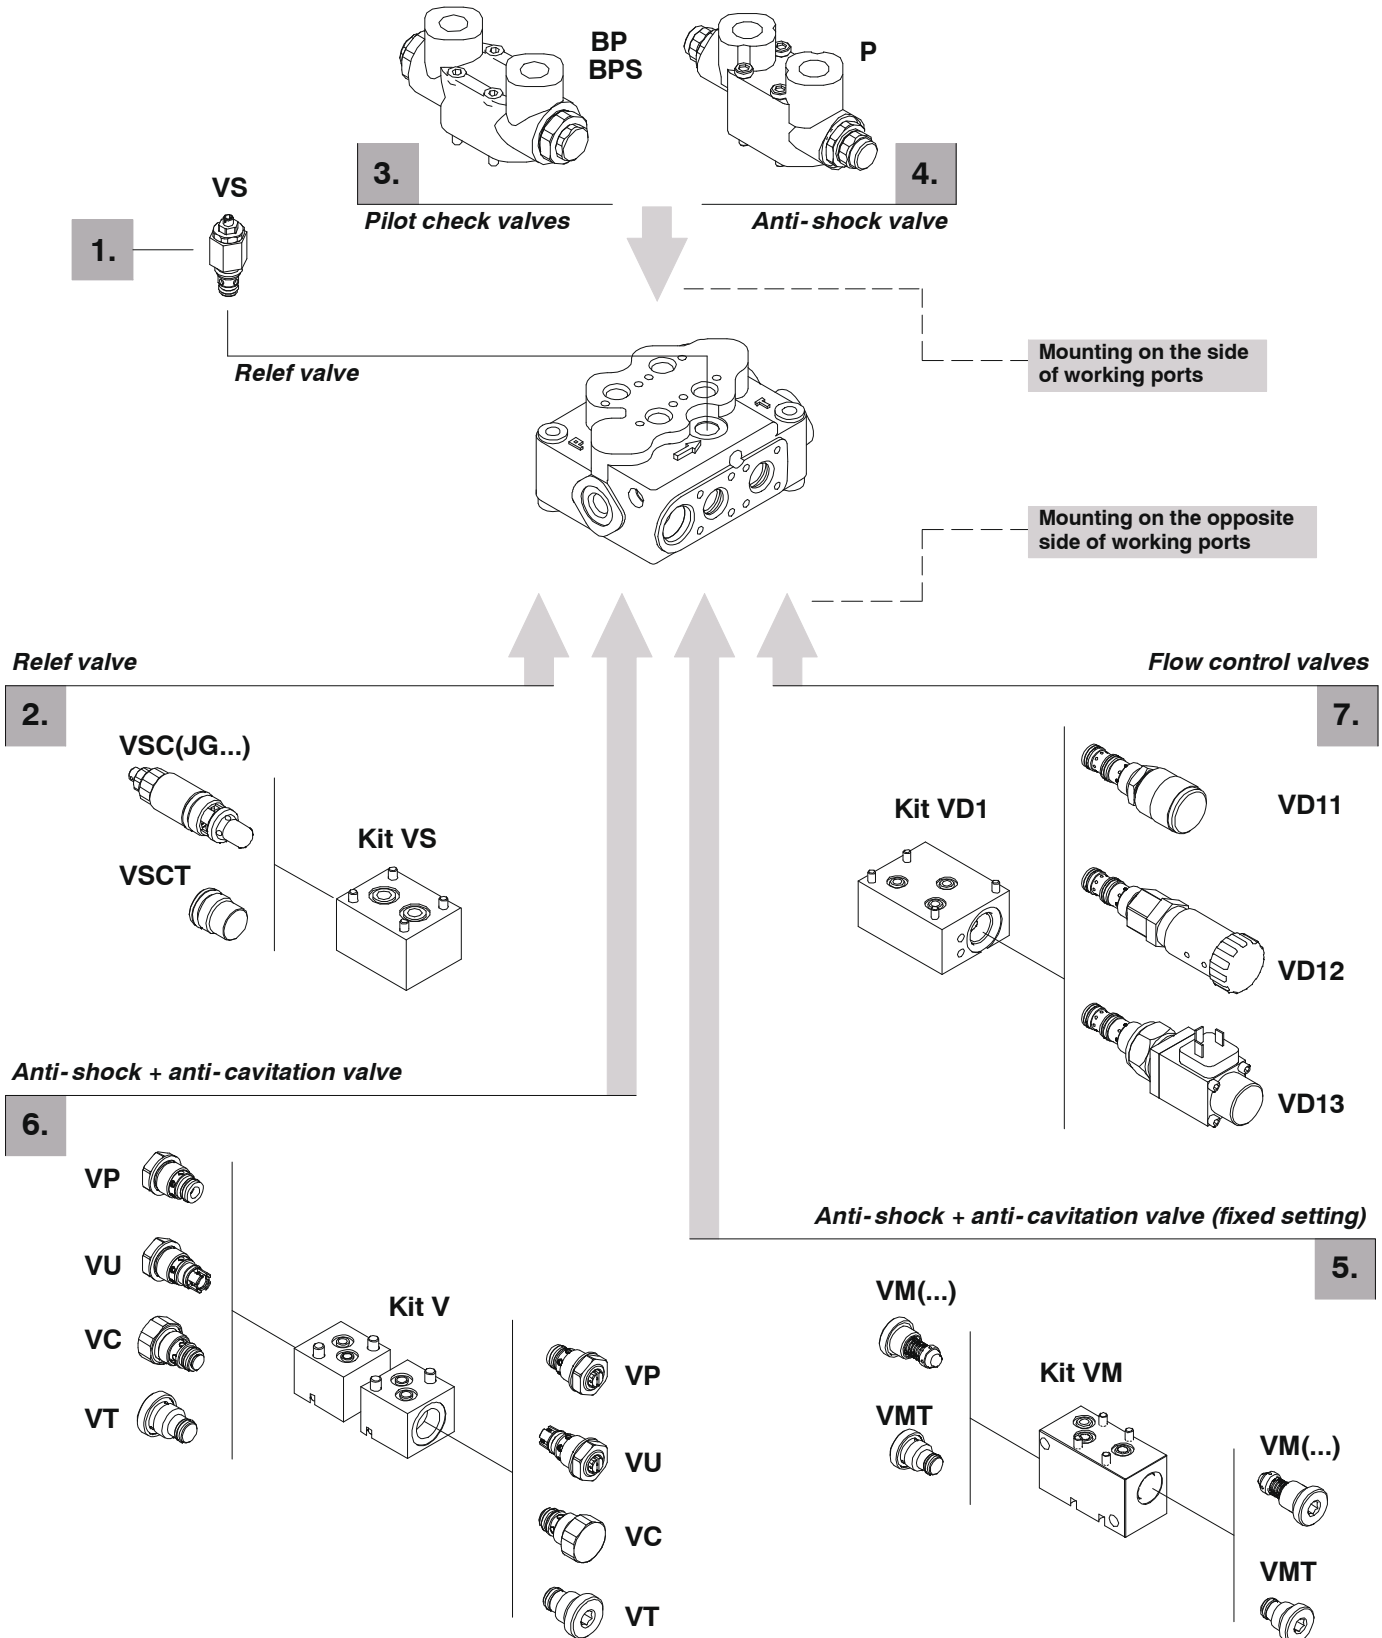 BP
BPS
P
3.
4.
Pilot check valves
Anti-shock valve
VS
1.
Relef valve
Mounting on the side
of working ports
P
T
Mounting on the opposite
side of working ports
Relef valve
2.
VSC(JG...)
VSCT
Kit VS
Flow control valves
7.
Kit VD1
VD11
VD12
VD13
Anti-shock + anti-cavitation valve
6.
VP
VU
VC
VT
Kit V
VP
VU
VC
VT
Anti-shock + anti-cavitation valve (fixed setting)
5.
VM(...)
VMT
Kit VM
VM(...)
VMT